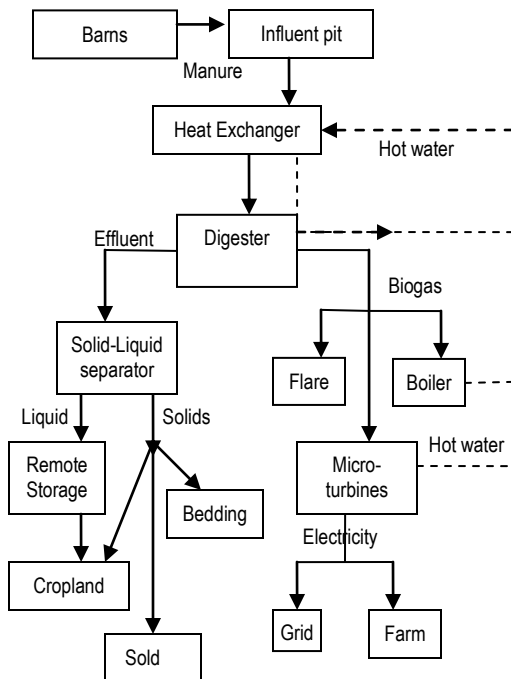 Barns
Influent pit
Manure
Heat Exchanger
Hot water
Digester
Effluent
Biogas
Solid-Liquid
separator
Flare
Boiler
Liquid
Solids
Hot water
Remote
Storage
Micro-
turbines
Bedding
Electricity
Cropland
Grid
Farm
Sold